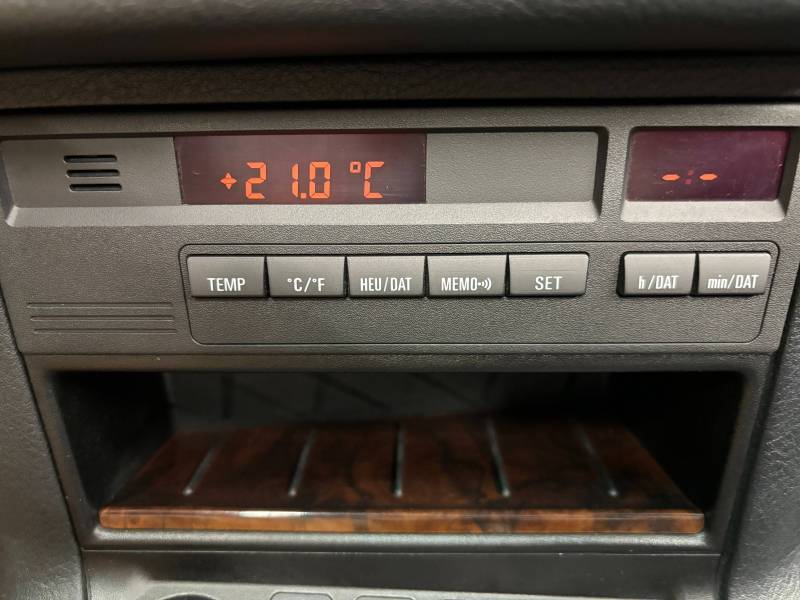 +21.0 °C
-:-
TEMP °C/°F HEU/DAT MEMO SET h/DAT min/DAT